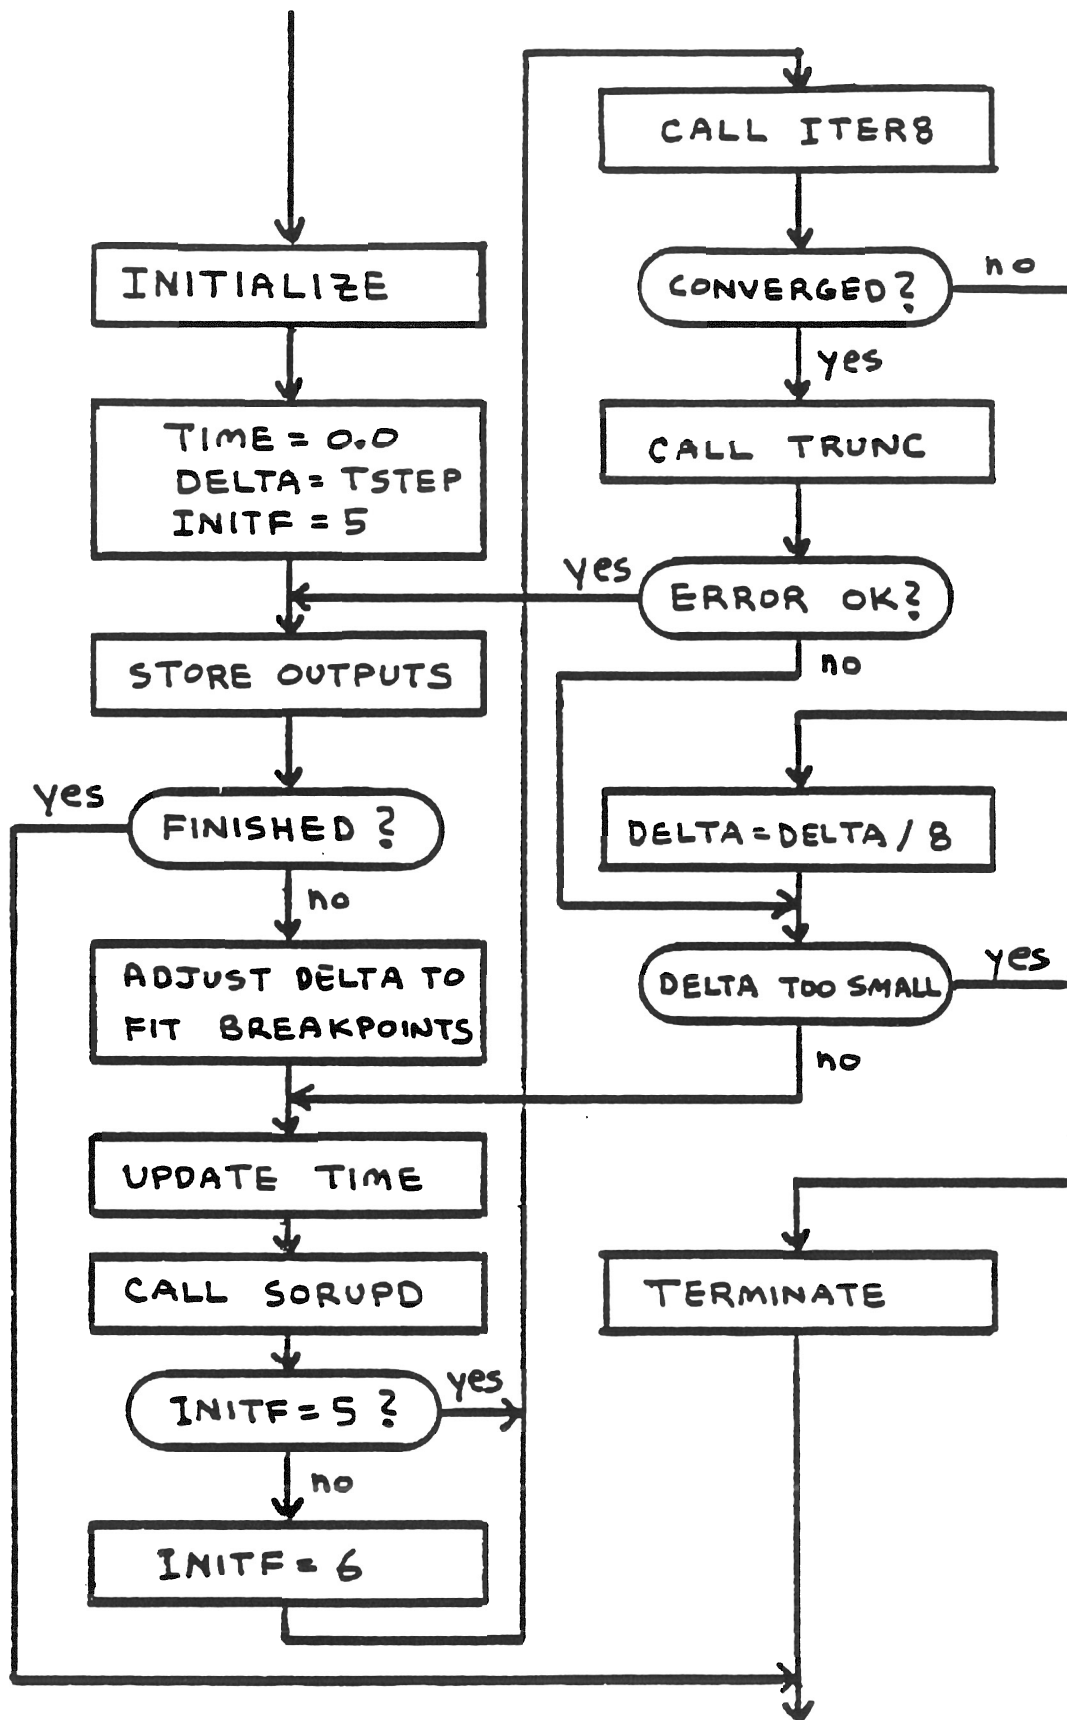 INITIALIZE
TIME = 0.0
DELTA = TSTEP
INITF = 5
STORE OUTPUTS
yes
FINISHED ?
no
ADJUST DELTA TO
FIT BREAKPOINTS
UPDATE TIME
CALL SORUPD
INITF = 5 ?
yes
no
INITF = 6
CALL ITER8
CONVERGED ?
no
yes
CALL TRUNC
yes
ERROR OK?
no
DELTA = DELTA / 8
DELTA TOO SMALL
yes
no
TERMINATE